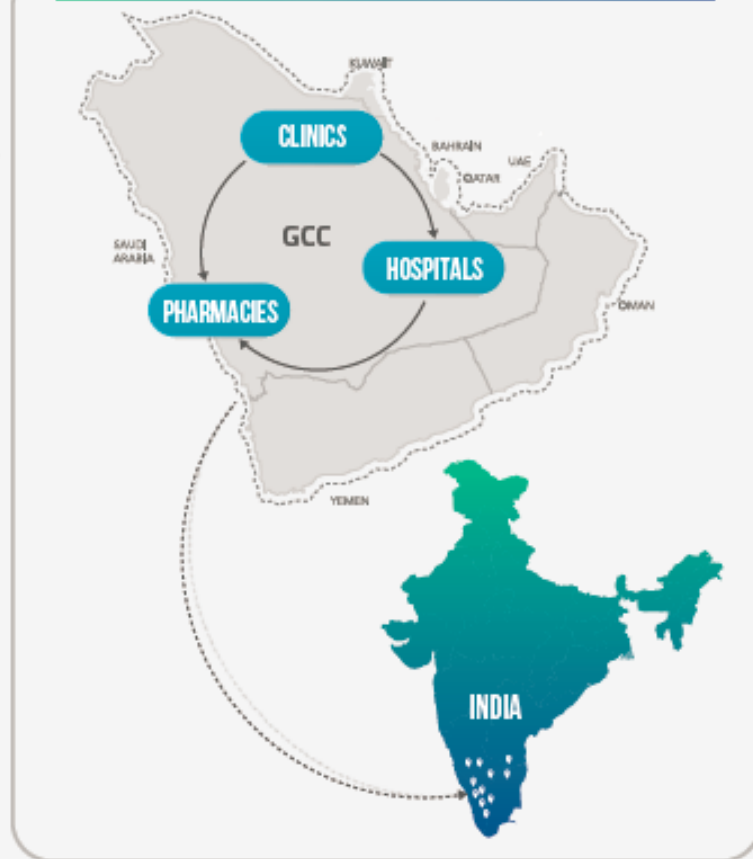 KUWAIT
CLINICS
BAHRAIN
UAE
QATAR
GCC
SAUDI
ARABIA
HOSPITALS
PHARMACIES
OMAN
YEMEN
INDIA